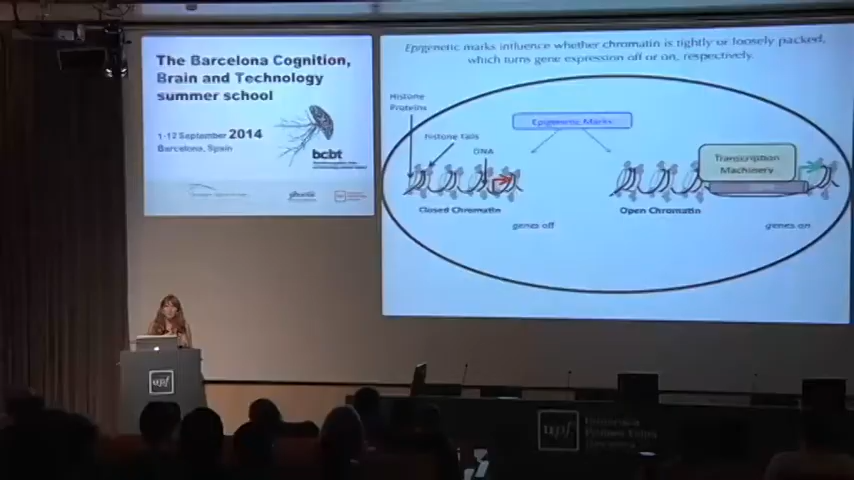 The Barcelona Cognition,
Brain and Technology
summer school
1-12 September 2014
Barcelona, Spain
bcbt
Epigenetic marks influence whether chromatin is tightly or loosely packed,
which turns gene expression off or on, respectively.
Histone
Proteins
histone tails
DNA
Epigenetic Marks
Transcription
Machinery
Closed Chromatin
Open Chromatin
genes off
genes on
upf.
upf.